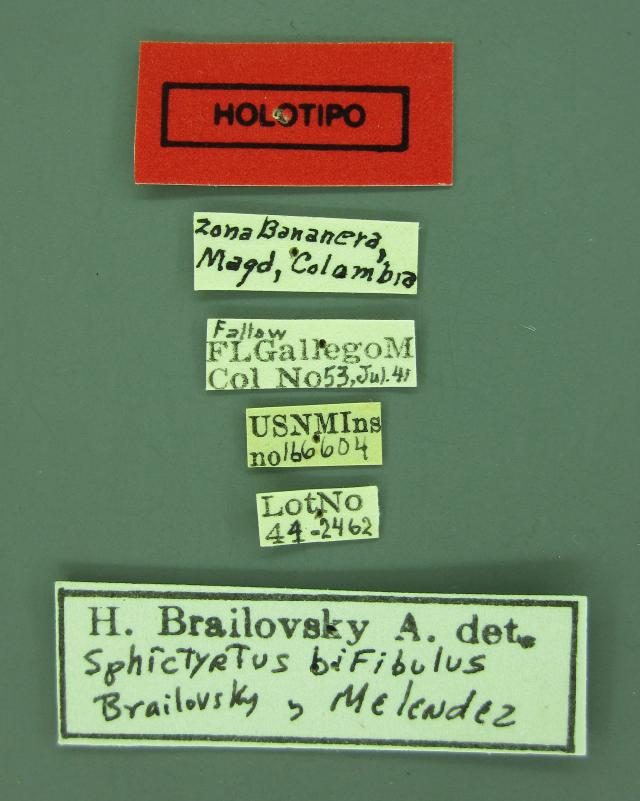 HOLOTIPO
Zona Bananera,
Magd, Colombia
Fallow
FLGallegoM
Col No53, Jul. 41
USNMIns
no166604
LotNo
44-2462
H. Brailovsky A. det.
Sphictyrtus bifibulus
Brailovsky y Melendez